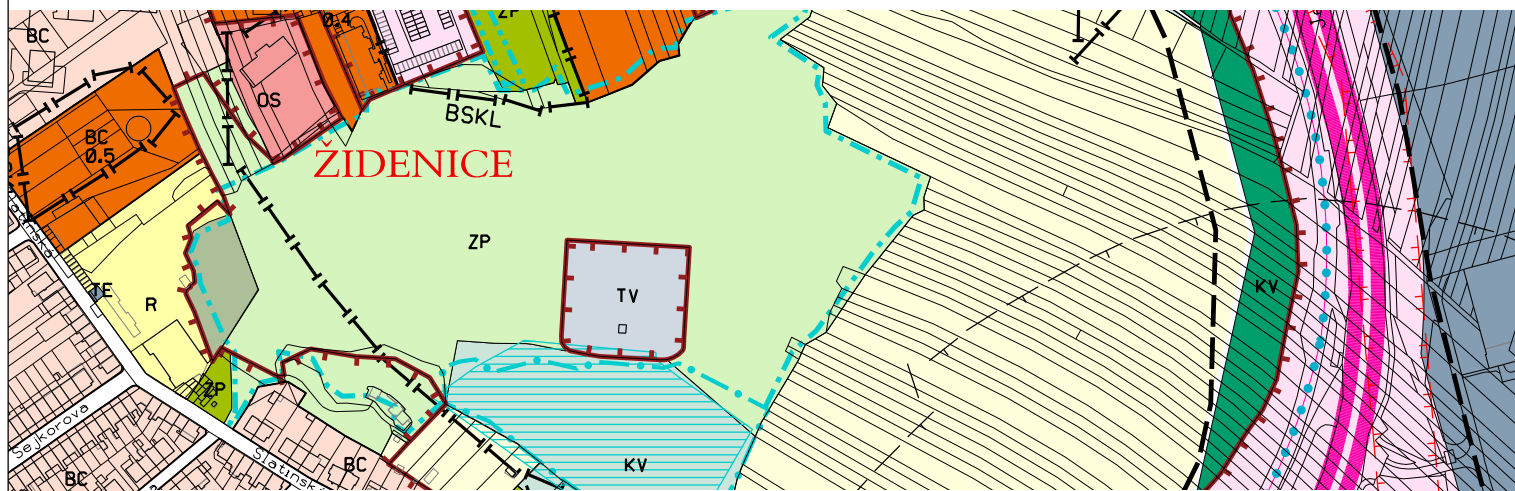 BC
0.4
ZP
OS
BSKL
BC
0.5
ŽIDENICE
ZP
TE
R
TV
KV
ZP
Sejkorova
Slatinská
BC
BC
KV